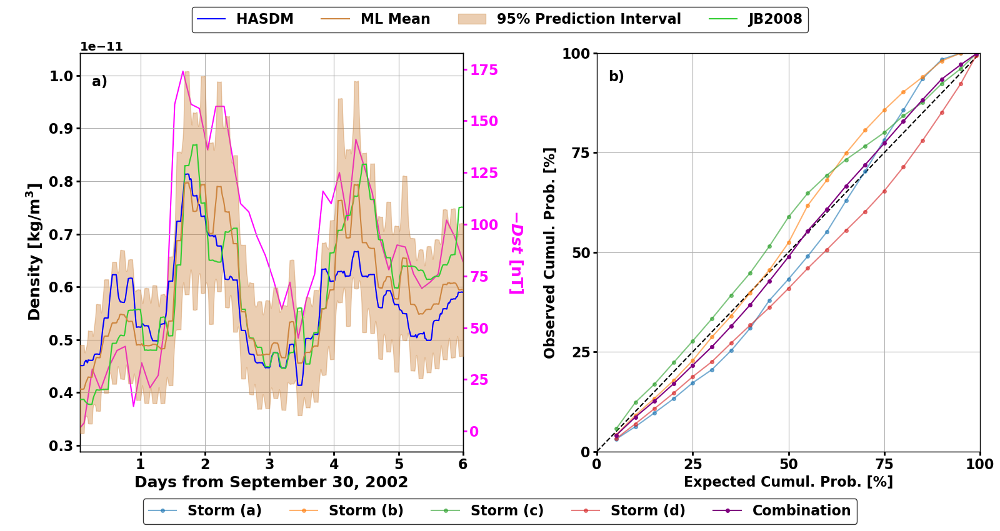 HASDM ML Mean 95% Prediction Interval JB2008
1e−11
a)
1.0
0.9
0.8
0.7
0.6
0.5
0.4
0.3
Density [kg/m³]
175
150
125
100
75
50
25
0
−Dst [nT]
1 2 3 4 5 6
Days from September 30, 2002
b)
100
75
50
25
0
Observed Cumul. Prob. [%]
0 25 50 75 100
Expected Cumul. Prob. [%]
Storm (a) Storm (b) Storm (c) Storm (d) Combination